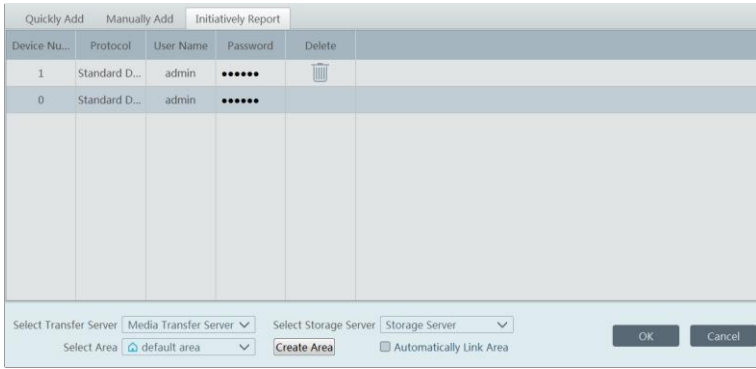 Quickly Add Manually Add Initiatively Report
Device Nu... Protocol User Name Password Delete
1 Standard D... admin ●●●●●●
0 Standard D... admin ●●●●●●
Select Transfer Server Media Transfer Server Select Storage Server Storage Server
Select Area default area Create Area Automatically Link Area
OK Cancel